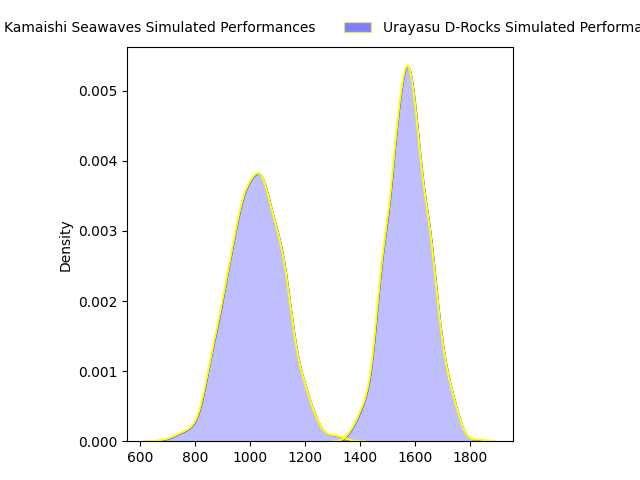 Kamaishi Seawaves Simulated Performances
Urayasu D-Rocks Simulated Performa
Density
0.005
0.004
0.003
0.002
0.001
0.000
600 800 1000 1200 1400 1600 1800